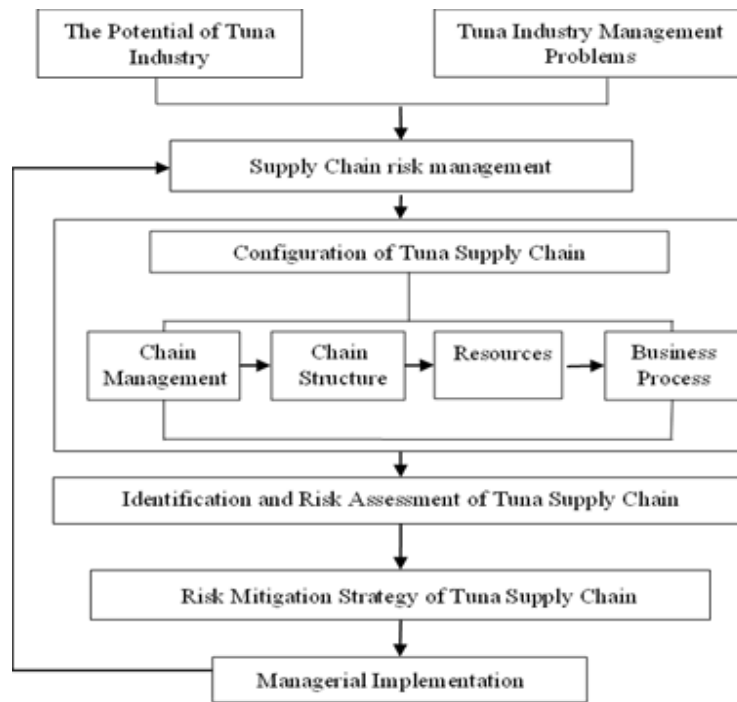 The Potential of Tuna
Industry
Tuna Industry Management
Problems
Supply Chain risk management
Configuration of Tuna Supply Chain
Chain
Management
Chain
Structure
Resources
Business
Process
Identification and Risk Assessment of Tuna Supply Chain
Risk Mitigation Strategy of Tuna Supply Chain
Managerial Implementation